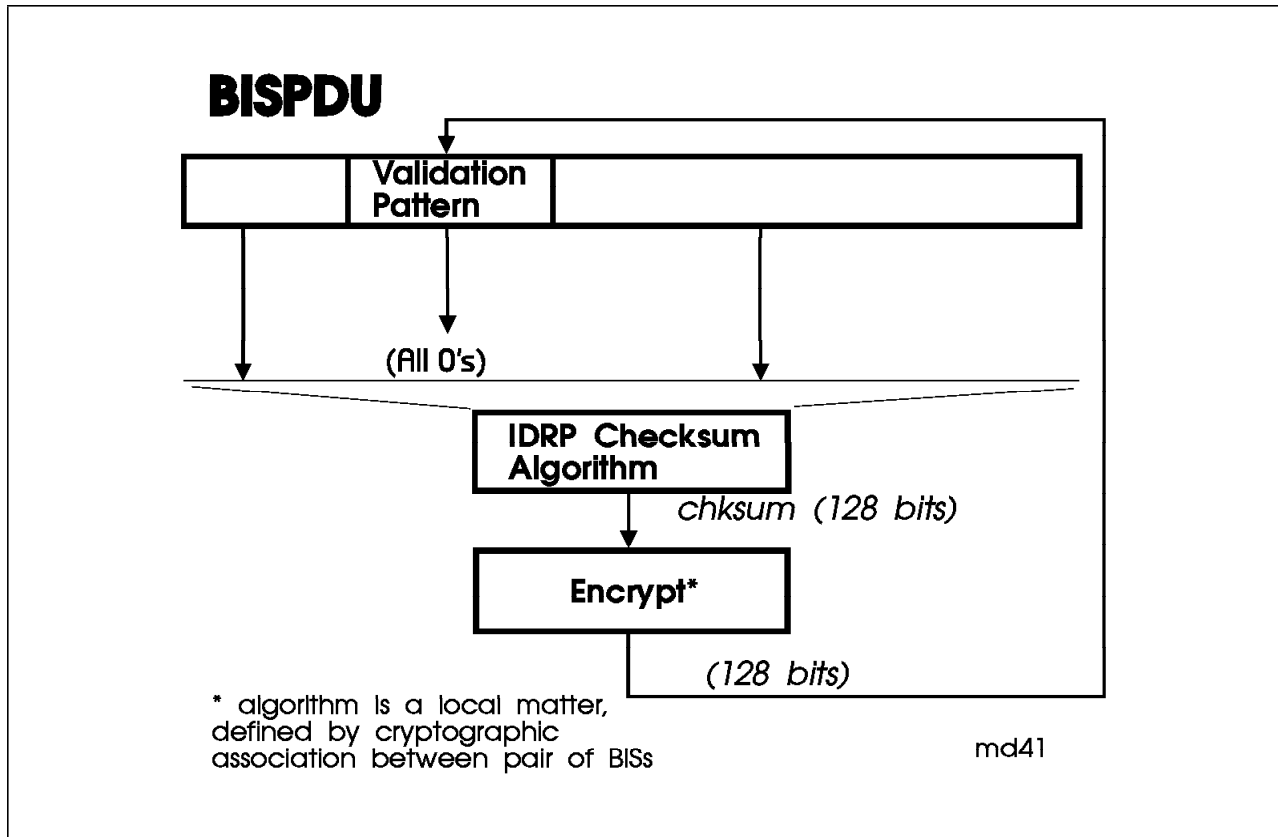 BISPDU
Validation
Pattern
(All 0's)
IDRP Checksum
Algorithm
chksum (128 bits)
Encrypt*
(128 bits)
* algorithm is a local matter,
defined by cryptographic
association between pair of BISs
md41